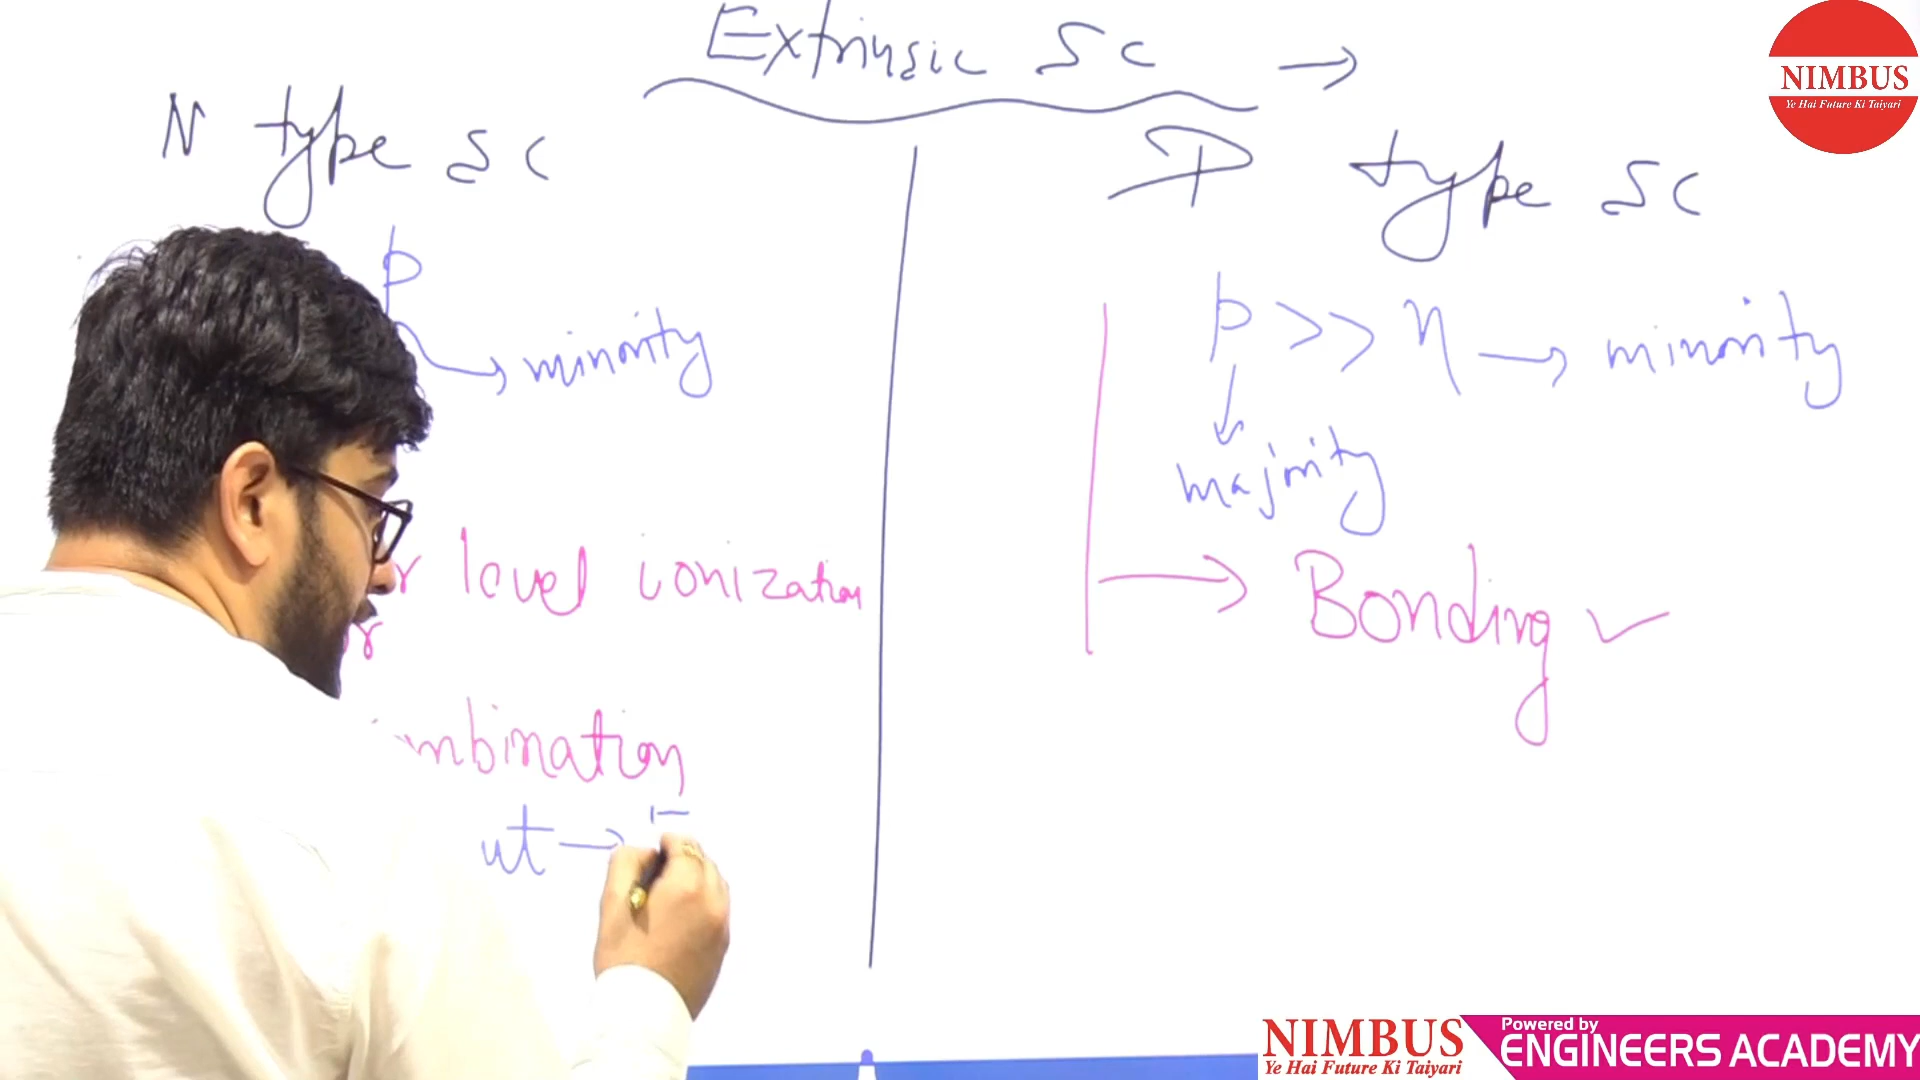 Extrinsic SC →
NIMBUS
Ye Hai Future Ki Taiyari
N type SC
P type SC
p
→ minority
p >> n → minority
majority
level ionization
→ Bonding ✓
mbination
→
NIMBUS
Ye Hai Future Ki Taiyari
Powered by
ENGINEERS ACADEMY